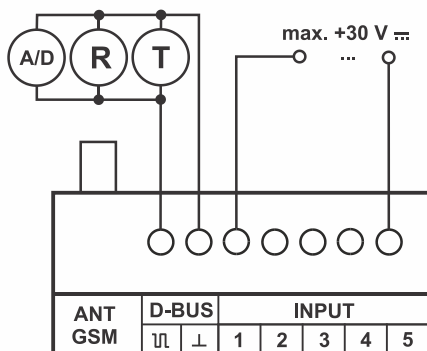 max. +30 V ⎓
A/D R T ...
ANT GSM
D-BUS INPUT
⊥ 1 2 3 4 5